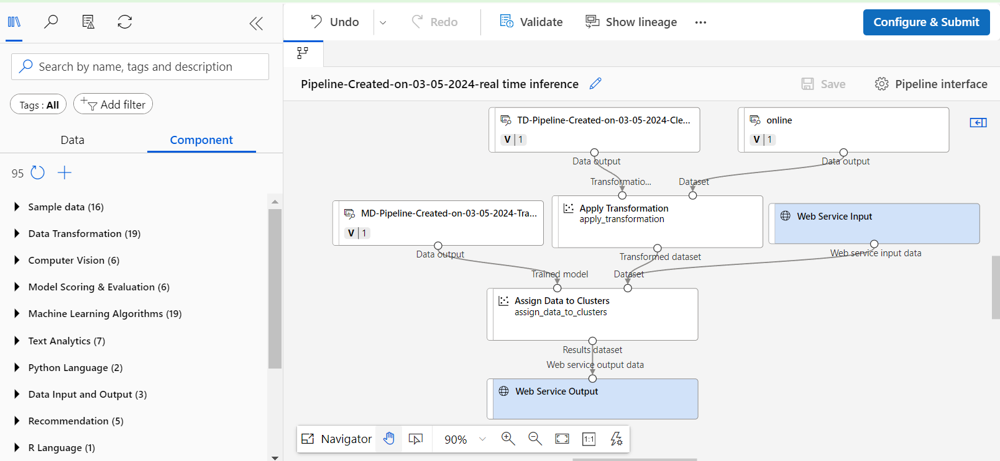 Undo
Redo
Validate
Show lineage
Configure & Submit
Search by name, tags and description
Tags : All
Add filter
Data
Component
95
Sample data (16)
Data Transformation (19)
Computer Vision (6)
Model Scoring & Evaluation (6)
Machine Learning Algorithms (19)
Text Analytics (7)
Python Language (2)
Data Input and Output (3)
Recommendation (5)
R Language (1)
Pipeline-Created-on-03-05-2024-real time inference
Save
Pipeline interface
TD-Pipeline-Created-on-03-05-2024-Cle...
V 1
Data output
online
V 1
Data output
Transformatio...
Dataset
MD-Pipeline-Created-on-03-05-2024-Tra...
V 1
Data output
Apply Transformation
apply_transformation
Transformed dataset
Web Service Input
Web service input data
Trained model
Dataset
Assign Data to Clusters
assign_data_to_clusters
Results dataset
Web service output data
Web Service Output
Navigator
90%
1:1